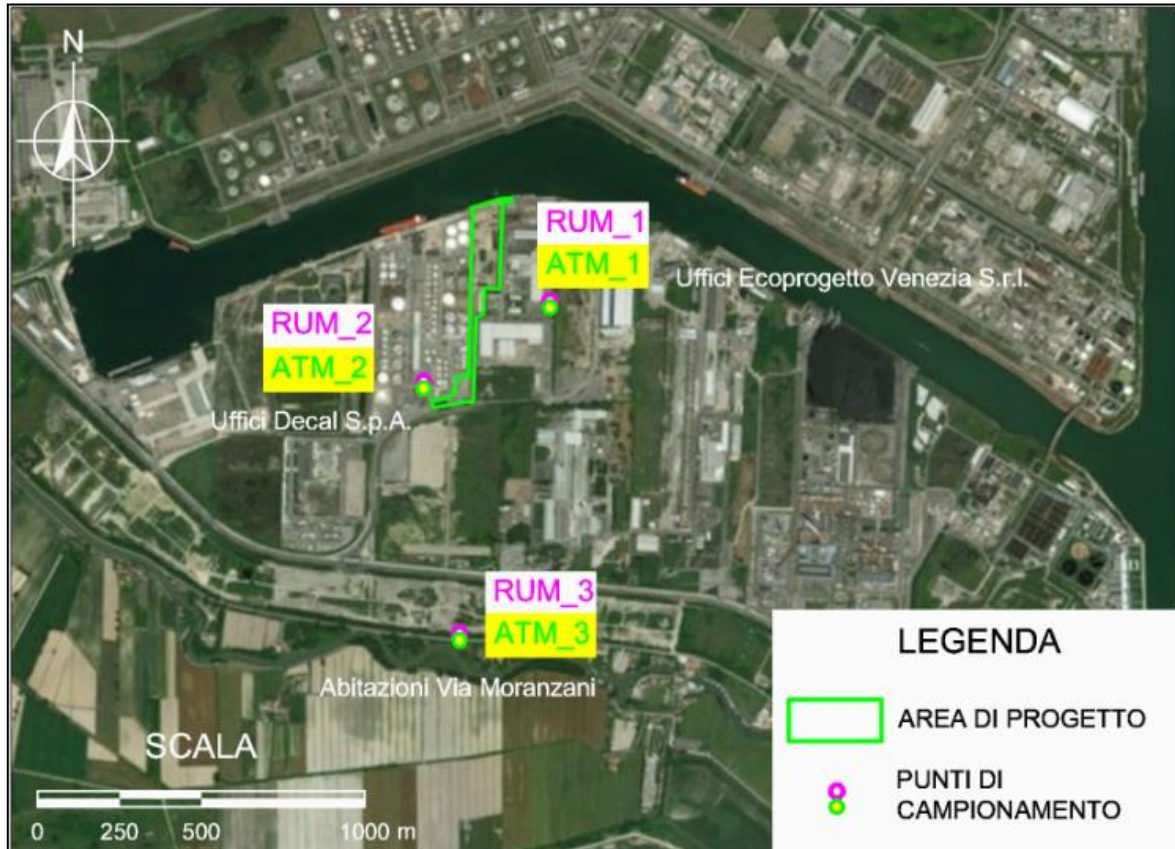 N
RUM_1
ATM_1
Uffici Ecoprogetto Venezia S.r.l.
RUM_2
ATM_2
Uffici Decal S.p.A.
RUM_3
ATM_3
Abitazioni Via Moranzani
SCALA
0 250 500 1000 m
LEGENDA
AREA DI PROGETTO
PUNTI DI
CAMPIONAMENTO